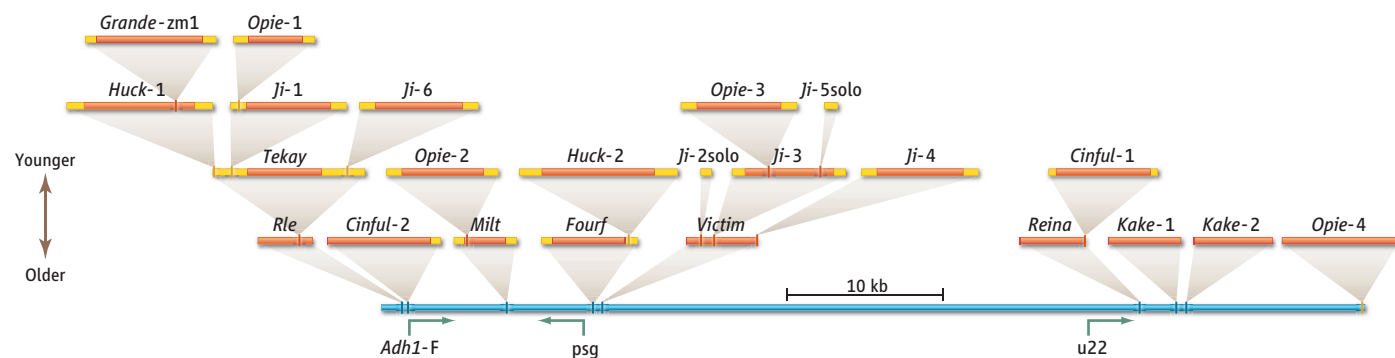 Grande-zm1 Opie-1
Huck-1 Ji-1 Ji-6 Opie-3 Ji-5solo
Younger Tekay Opie-2 Huck-2 Ji-2solo Ji-3 Ji-4 Cinful-1
Rle Cinful-2 Milt Fourf Victim Reina Kake-1 Kake-2 Opie-4
Older
10 kb
Adh1-F psg u22